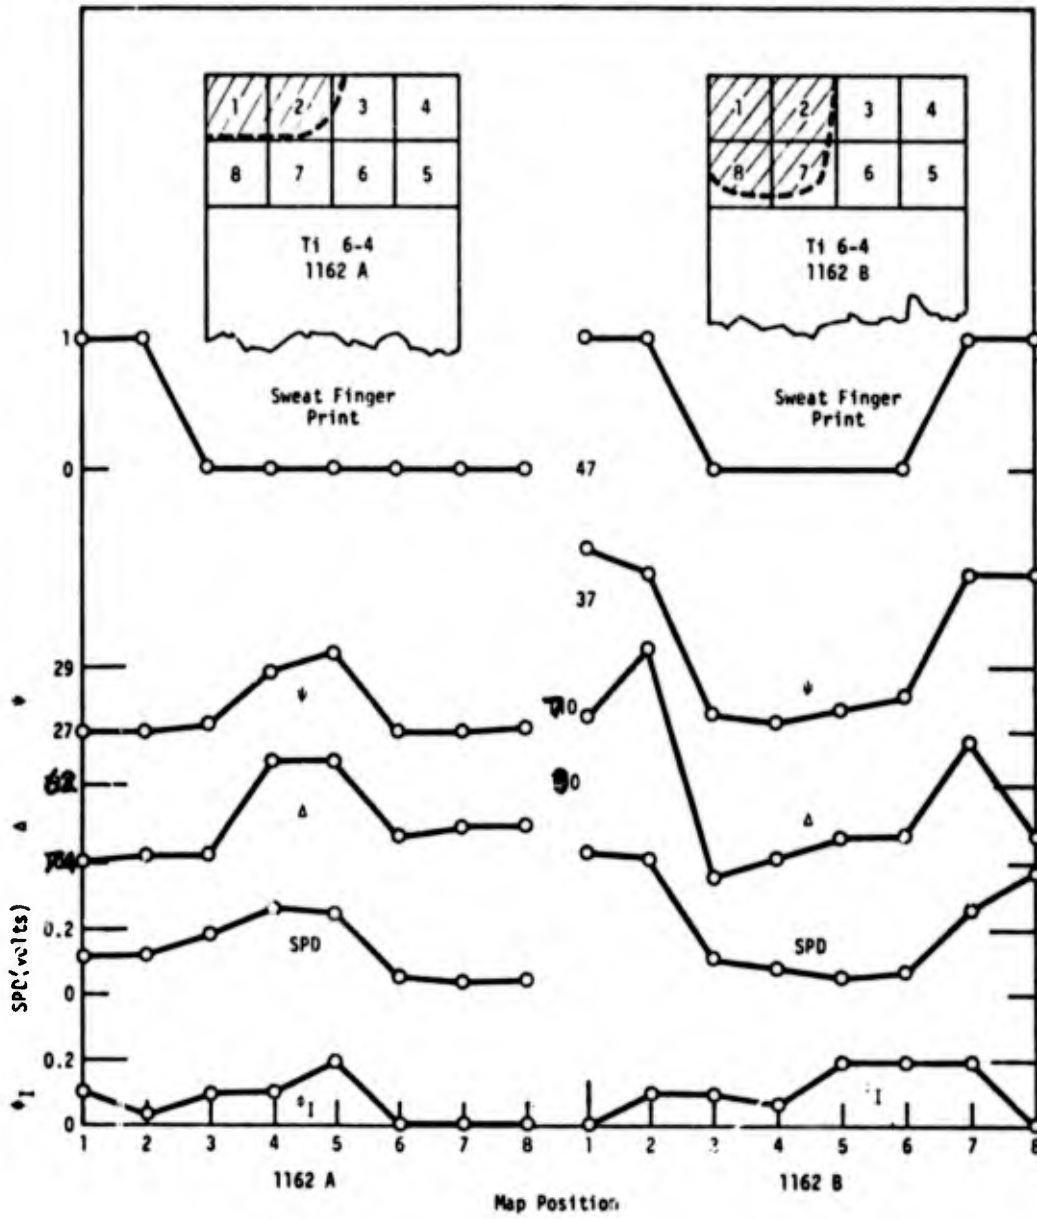 1 2 3 4
8 7 6 5
Ti 6-4
1162 A
1 2 3 4
8 7 6 5
Ti 6-4
1162 B
1
Sweat Finger
Print
Sweat Finger
Print
0
47
37
29
ψ
ψ
ψ
27
Δ
Δ
Δ
SPD(volts)
0.2
SPD
SPD
0
0.2
ΦI
ΦI
I
0
1 2 3 4 5 6 7 8
1 2 3 4 5 6 7 8
1162 A
1162 B
Map Position